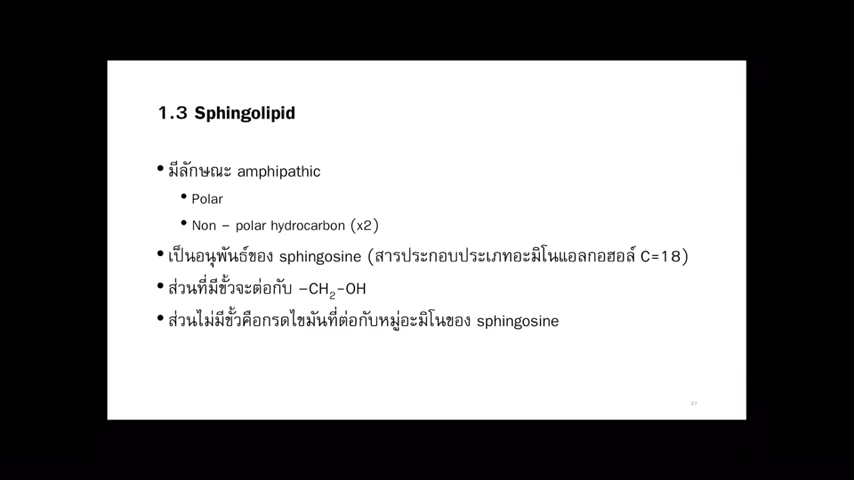 1.3 Sphingolipid
• มีลักษณะ amphipathic
• Polar
• Non – polar hydrocarbon (x2)
• เป็นอนุพันธ์ของ sphingosine (สารประกอบประเภทอะมิโนแอลกอฮอล์ C=18)
• ส่วนที่มีขั้วจะต่อกับ –CH₂-OH
• ส่วนไม่มีขั้วคือกรดไขมันที่ต่อกับหมู่อะมิโนของ sphingosine